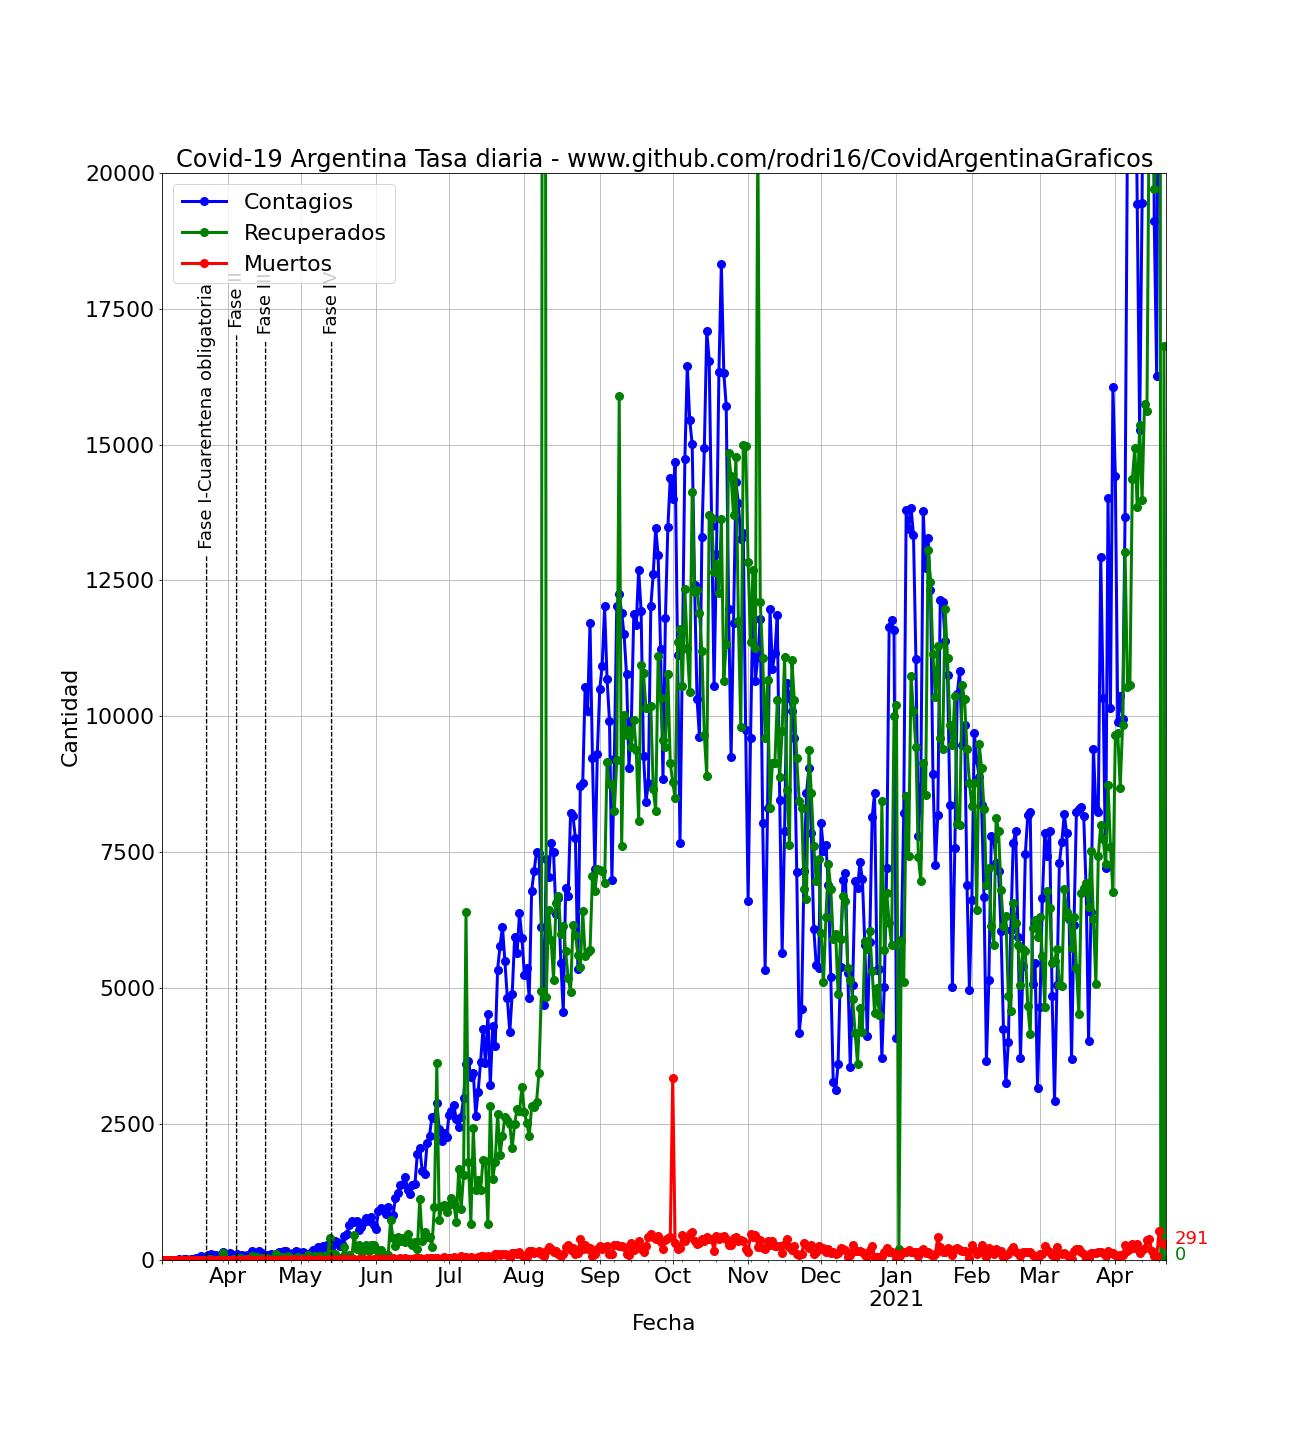 Covid-19 Argentina Tasa diaria - www.github.com/rodri16/CovidArgentinaGraficos
20000
17500
15000
12500
10000
7500
5000
2500
0
Cantidad
Contagios
Recuperados
Muertos
Fase I-Cuarentena obligatoria
Fase II
Fase III
Fase IV
291
0
Apr May Jun Jul Aug Sep Oct Nov Dec Jan Feb Mar Apr
2021
Fecha